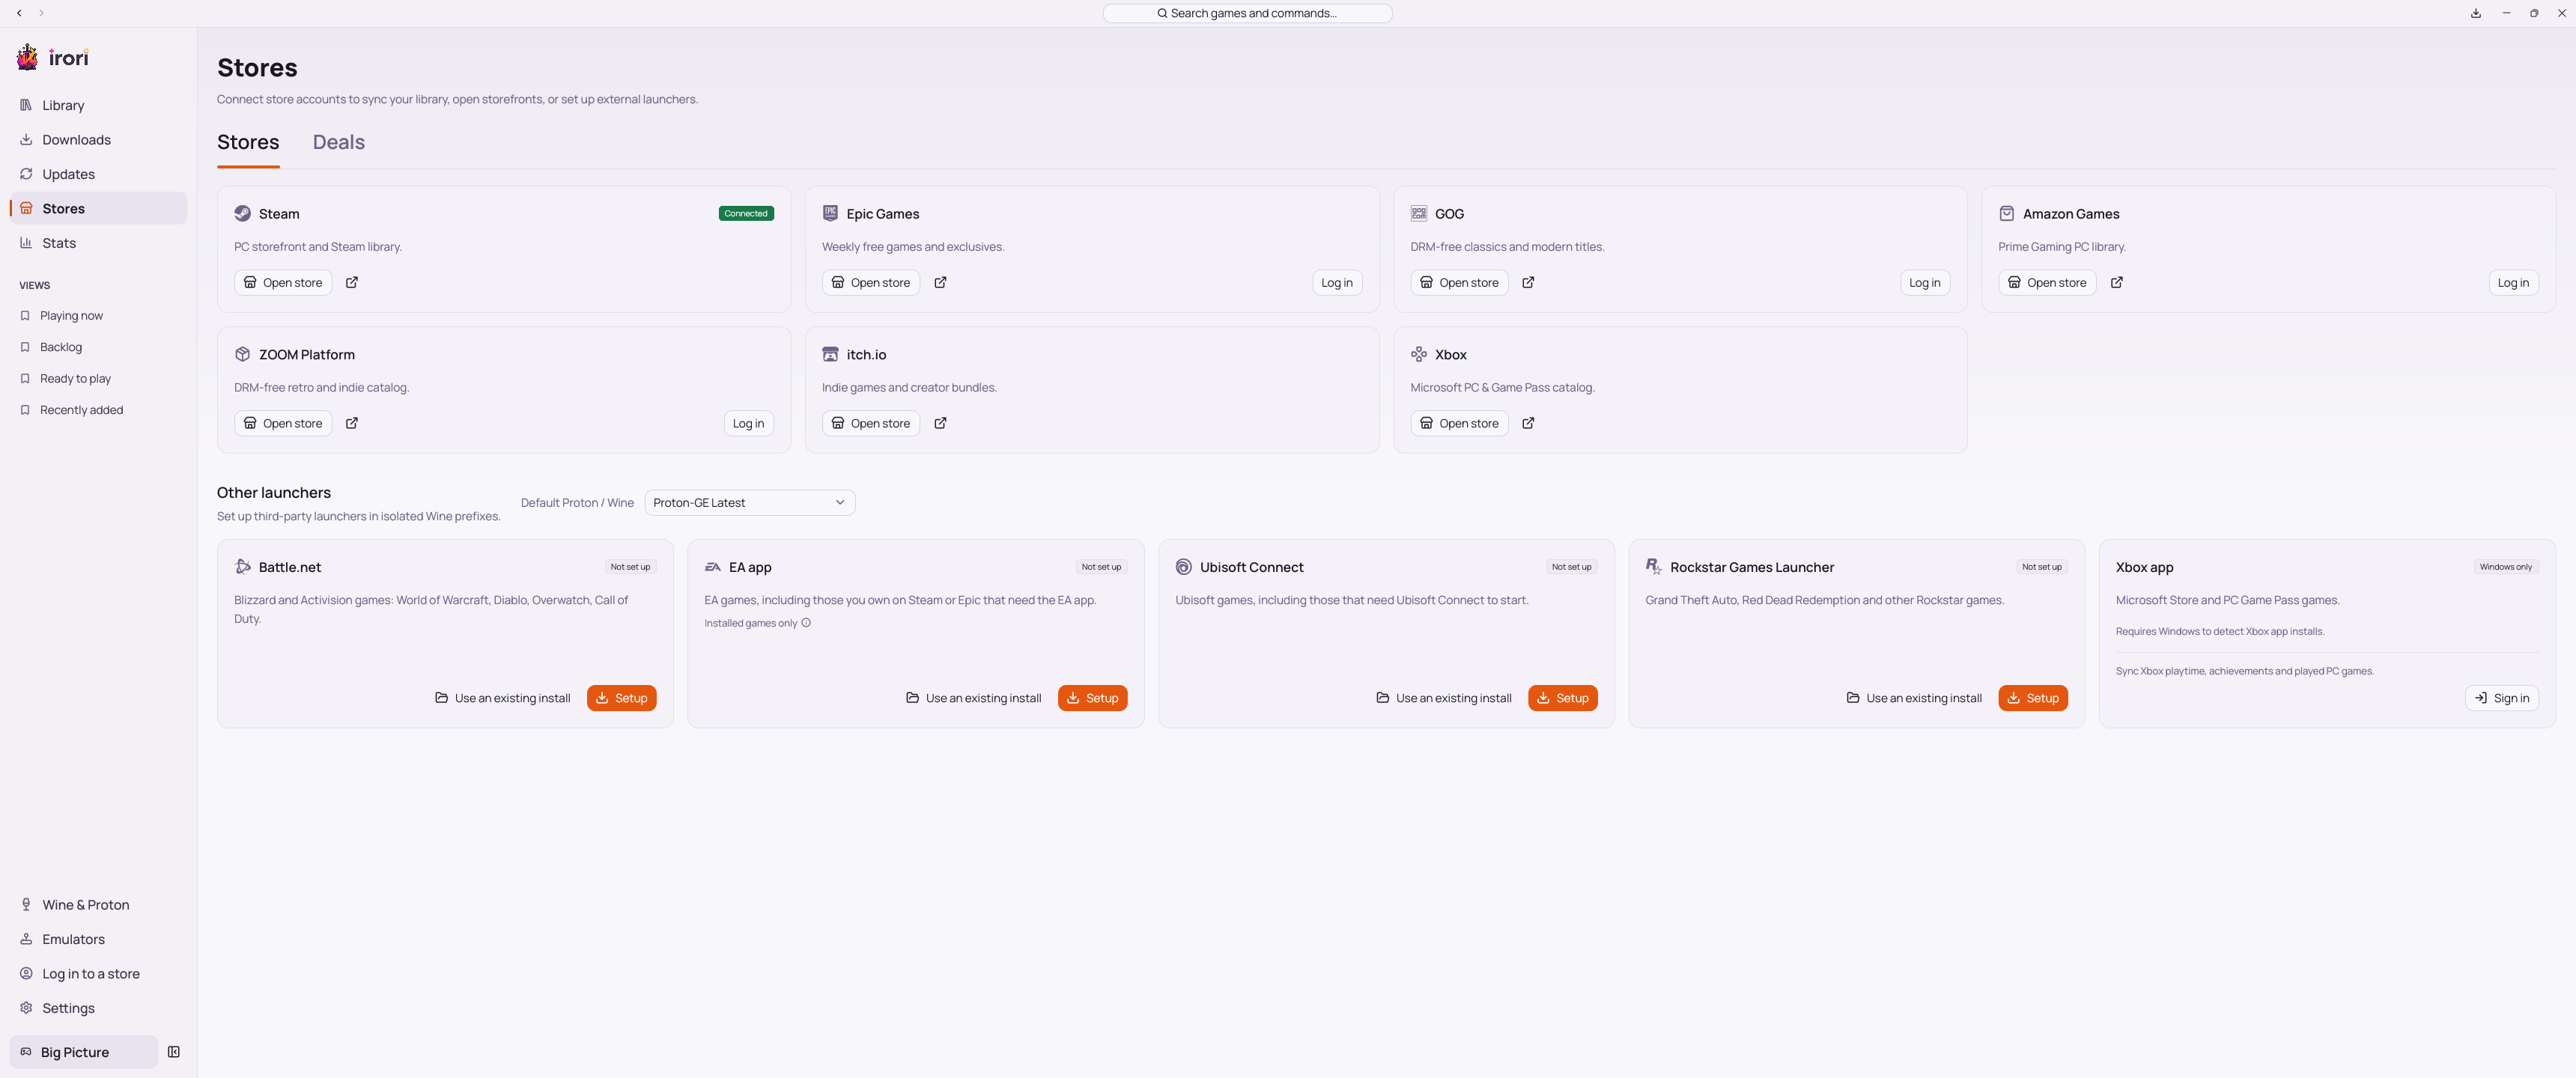 Search games and commands...
irori
Library
Downloads
Updates
Stores
Stats
VIEWS
Playing now
Backlog
Ready to play
Recently added
Wine & Proton
Emulators
Log in to a store
Settings
Big Picture
Stores
Connect store accounts to sync your library, open storefronts, or set up external launchers.
Stores Deals
Steam Connected
PC storefront and Steam library.
Open store
EPIC GAMES Epic Games
Weekly free games and exclusives.
Open store Log in
GOG COM GOG
DRM-free classics and modern titles.
Open store Log in
Amazon Games
Prime Gaming PC library.
Open store Log in
ZOOM Platform
DRM-free retro and indie catalog.
Open store Log in
itch.io
Indie games and creator bundles.
Open store
Xbox
Microsoft PC & Game Pass catalog.
Open store
Other launchers
Set up third-party launchers in isolated Wine prefixes.
Default Proton / Wine Proton-GE Latest
Battle.net Not set up
Blizzard and Activision games: World of Warcraft, Diablo, Overwatch, Call of
Duty.
Use an existing install Setup
EA EA app Not set up
EA games, including those you own on Steam or Epic that need the EA app.
Installed games only
Use an existing install Setup
Ubisoft Connect Not set up
Ubisoft games, including those that need Ubisoft Connect to start.
Use an existing install Setup
R Rockstar Games Launcher Not set up
Grand Theft Auto, Red Dead Redemption and other Rockstar games.
Use an existing install Setup
Xbox app Windows only
Microsoft Store and PC Game Pass games.
Requires Windows to detect Xbox app installs.
Sync Xbox playtime, achievements and played PC games.
Sign in